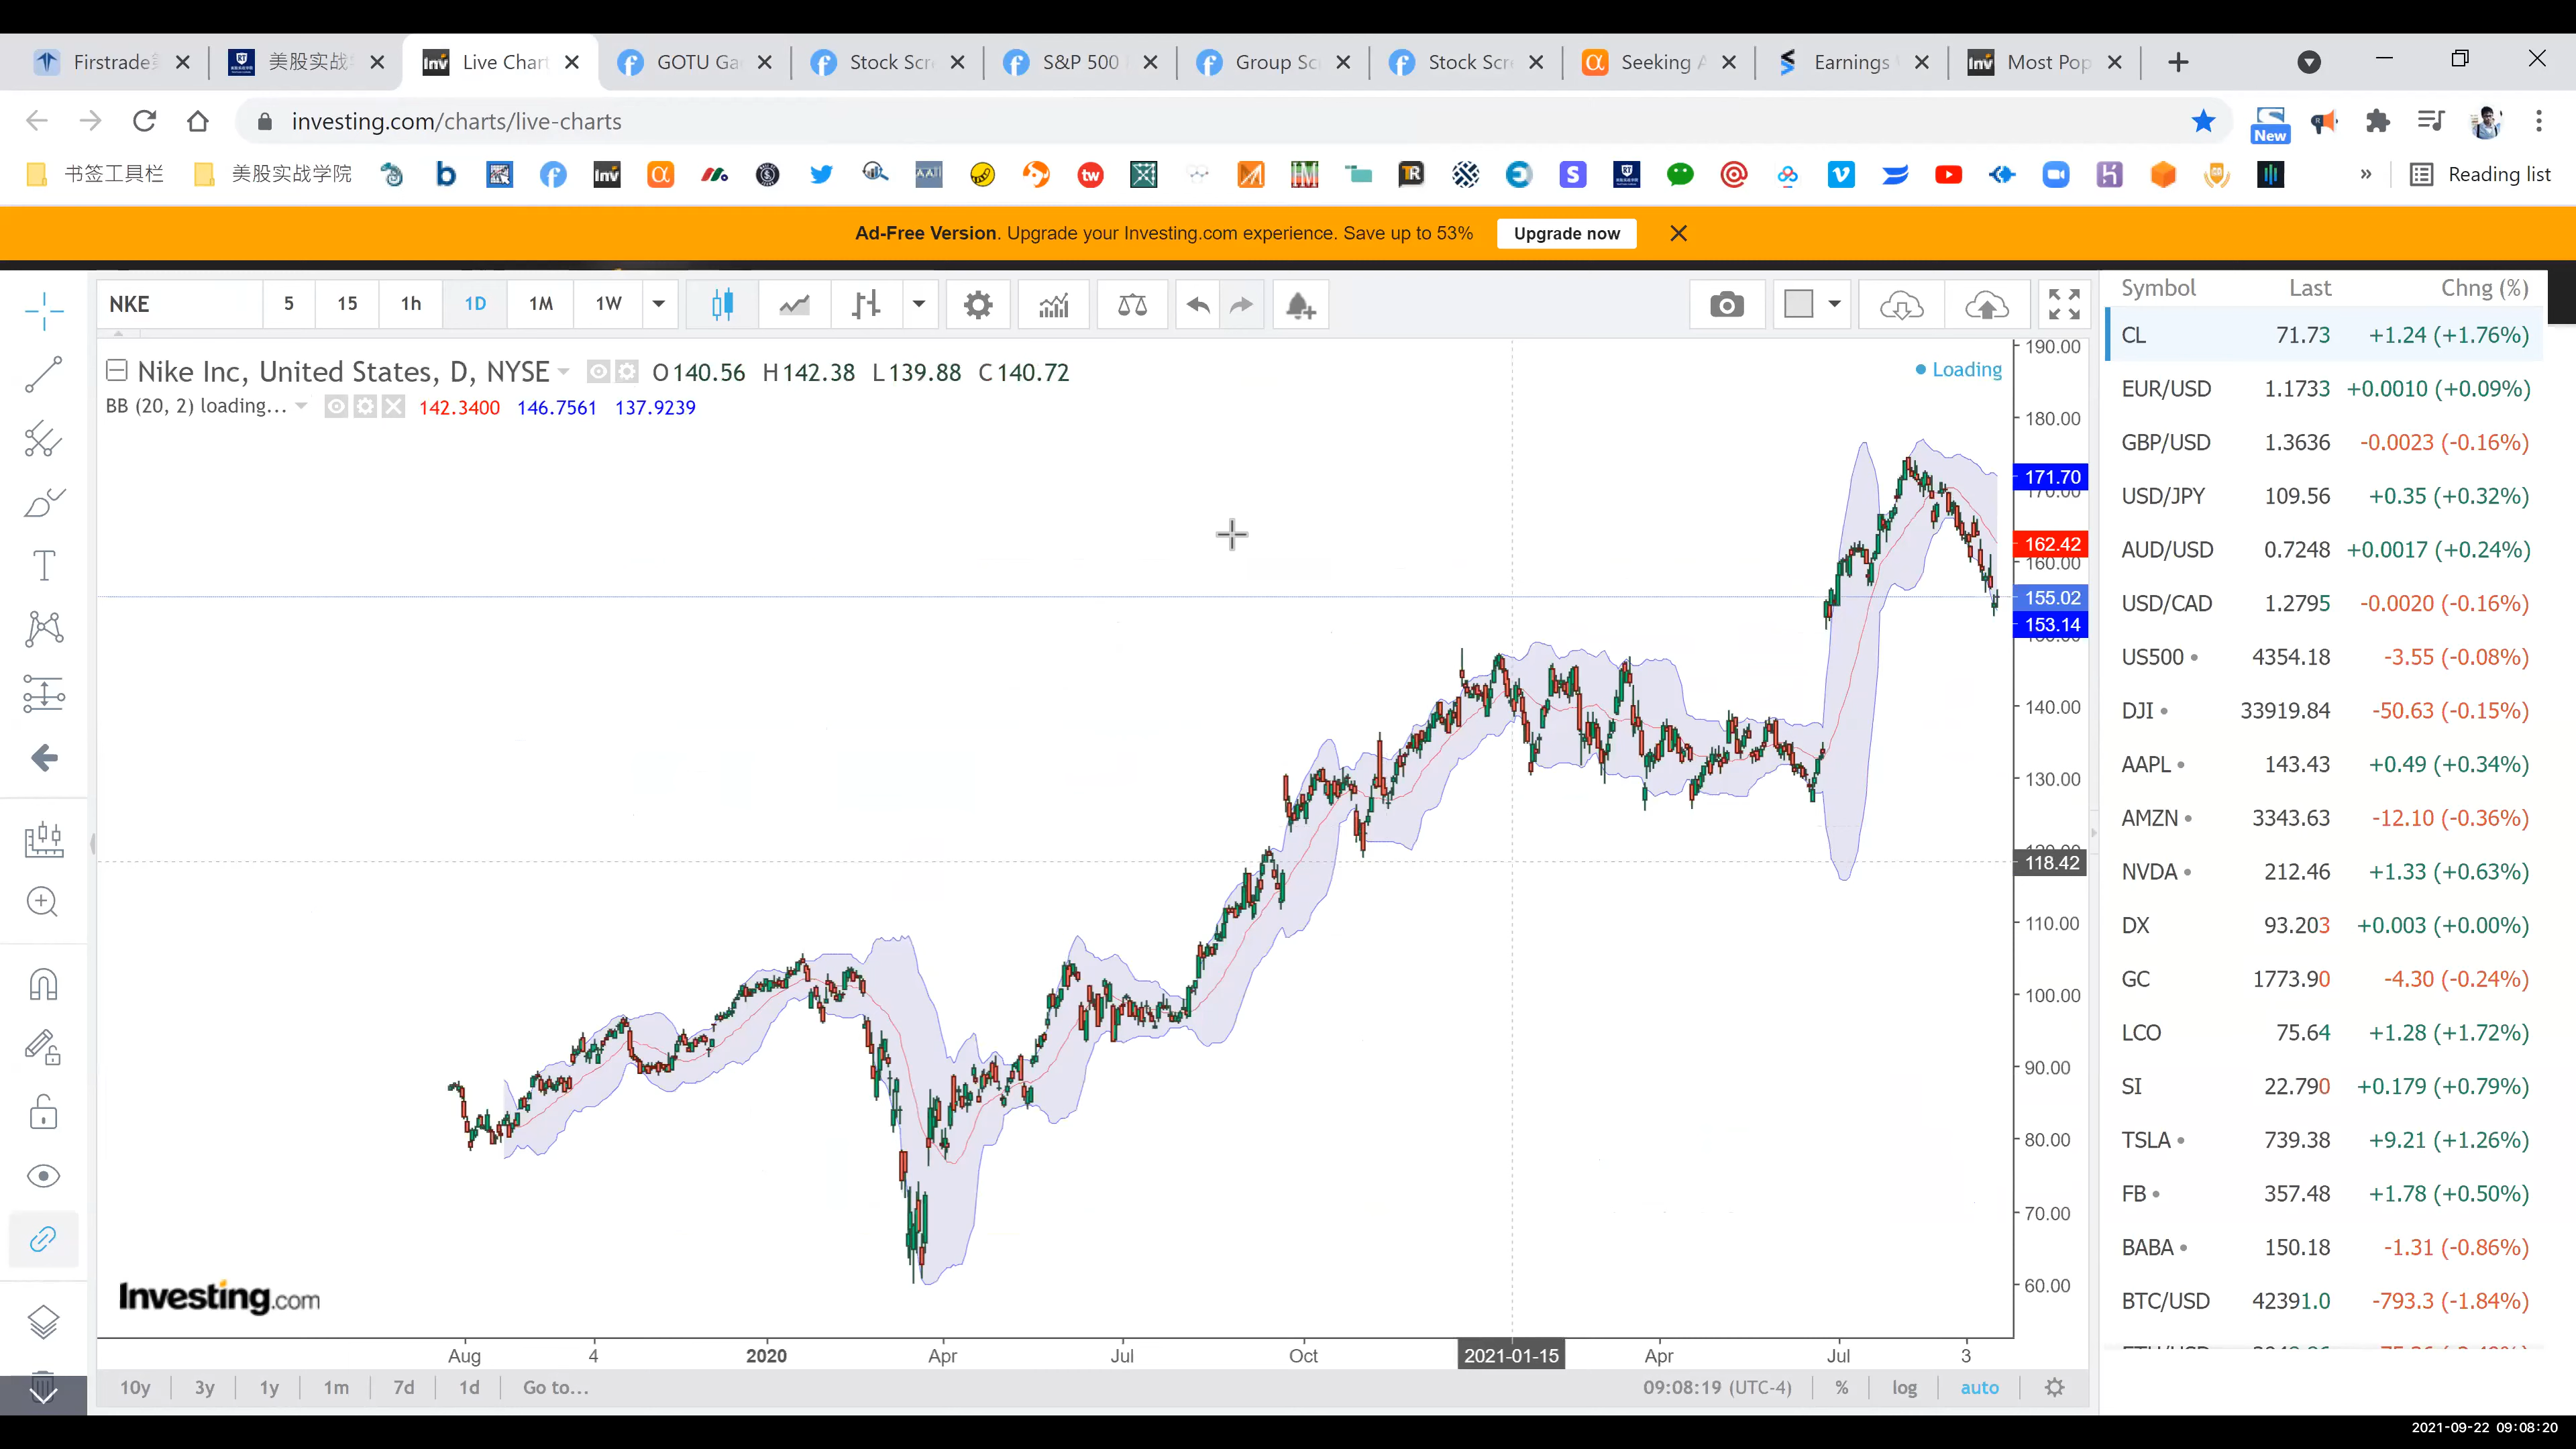 Firstrade 美股实战 Live Chart GOTU Ga Stock Scr S&P 500 Group Sc Stock Scr Seeking A Earnings Most Pop
investing.com/charts/live-charts
New
书签工具栏 美股实战学院 Reading list
Ad-Free Version. Upgrade your Investing.com experience. Save up to 53% Upgrade now
NKE 5 15 1h 1D 1M 1W
Symbol Last Chng (%)
Nike Inc, United States, D, NYSE O140.56 H142.38 L139.88 C140.72
Loading
BB (20, 2) loading... 142.3400 146.7561 137.9239
190.00
180.00
171.70
170.00
162.42
160.00
155.02
153.14
140.00
130.00
118.42
110.00
100.00
90.00
80.00
70.00
60.00
CL 71.73 +1.24 (+1.76%)
EUR/USD 1.1733 +0.0010 (+0.09%)
GBP/USD 1.3636 -0.0023 (-0.16%)
USD/JPY 109.56 +0.35 (+0.32%)
AUD/USD 0.7248 +0.0017 (+0.24%)
USD/CAD 1.2795 -0.0020 (-0.16%)
US500 4354.18 -3.55 (-0.08%)
DJI 33919.84 -50.63 (-0.15%)
AAPL 143.43 +0.49 (+0.34%)
AMZN 3343.63 -12.10 (-0.36%)
NVDA 212.46 +1.33 (+0.63%)
DX 93.203 +0.003 (+0.00%)
GC 1773.90 -4.30 (-0.24%)
LCO 75.64 +1.28 (+1.72%)
SI 22.790 +0.179 (+0.79%)
TSLA 739.38 +9.21 (+1.26%)
FB 357.48 +1.78 (+0.50%)
BABA 150.18 -1.31 (-0.86%)
BTC/USD 42391.0 -793.3 (-1.84%)
Investing.com
Aug 4 2020 Apr Jul Oct 2021-01-15 Apr Jul 3
10y 3y 1y 1m 7d 1d Go to... 09:08:19 (UTC-4) % log auto
2021-09-22 09:08:20